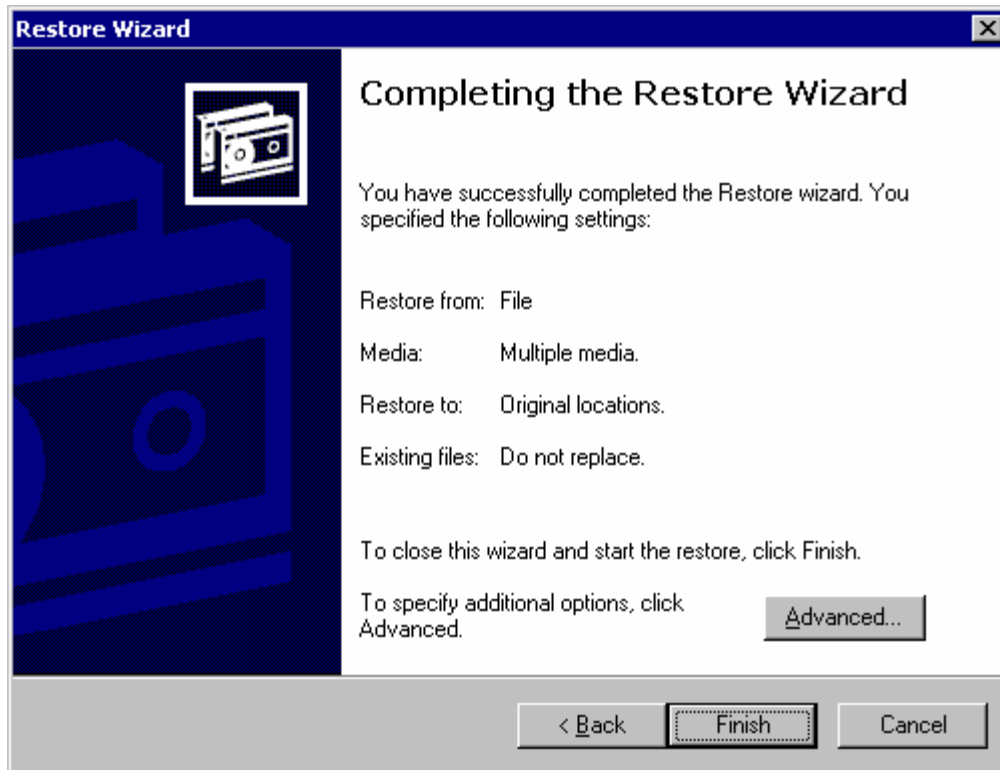 Restore Wizard
Completing the Restore Wizard
You have successfully completed the Restore wizard. You
specified the following settings:
Restore from: File
Media: Multiple media.
Restore to: Original locations.
Existing files: Do not replace.
To close this wizard and start the restore, click Finish.
To specify additional options, click
Advanced.
Advanced...
< Back Finish Cancel